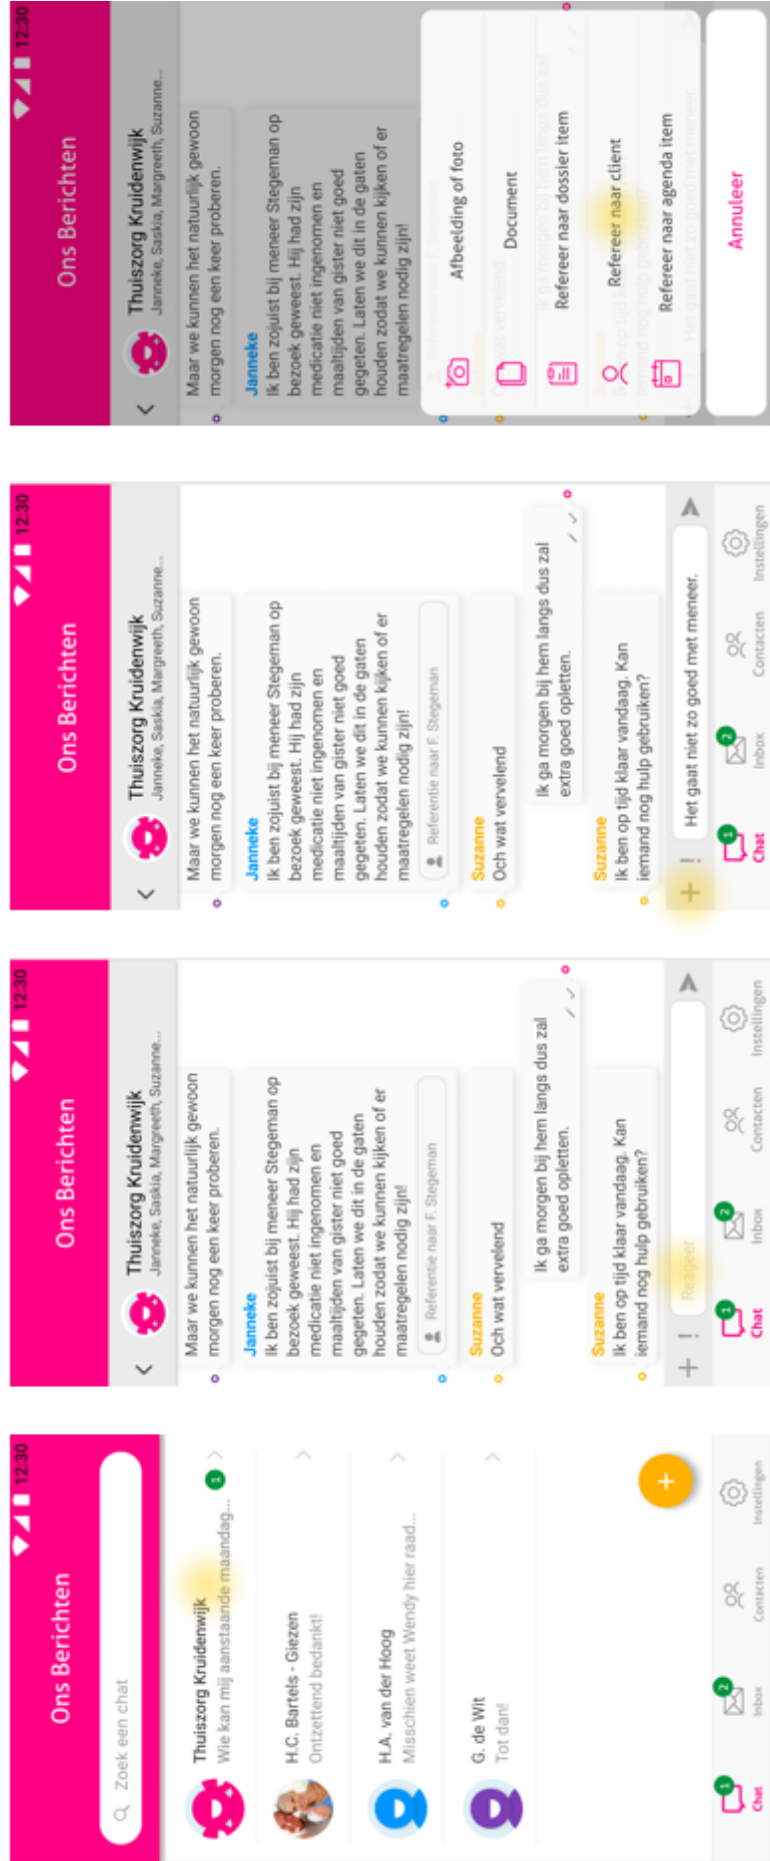 12:30
Ons Berichten
Zoek een chat
Thuiszorg Kruidenwijk
Wie kan mij aanstaande maandag...
1
H.C. Bartels - Giezen
Ontzettend bedankt!
H.A. van der Hoog
Misschien weet Wendy hier raad...
G. de Wit
Tot dan!
+
1
2
Chat
Inbox
Contacten
Instellingen
12:30
Ons Berichten
Thuiszorg Kruidenwijk
Janneke, Saskia, Margreeth, Suzanne...
Maar we kunnen het natuurlijk gewoon
morgen nog een keer proberen.
Janneke
Ik ben zojuist bij meneer Stegeman op
bezoek geweest. Hij had zijn
medicatie niet ingenomen en
maaltijden van gister niet goed
gegeten. Laten we dit in de gaten
houden zodat we kunnen kijken of er
maatregelen nodig zijn!
Referentie naar F. Stegeman
Suzanne
Och wat vervelend
Ik ga morgen bij hem langs dus zal
extra goed opletten.
Suzanne
Ik ben op tijd klaar vandaag. Kan
iemand nog hulp gebruiken?
+ ! Reageer
1
2
Chat
Inbox
Contacten
Instellingen
12:30
Ons Berichten
Thuiszorg Kruidenwijk
Janneke, Saskia, Margreeth, Suzanne...
Maar we kunnen het natuurlijk gewoon
morgen nog een keer proberen.
Janneke
Ik ben zojuist bij meneer Stegeman op
bezoek geweest. Hij had zijn
medicatie niet ingenomen en
maaltijden van gister niet goed
gegeten. Laten we dit in de gaten
houden zodat we kunnen kijken of er
maatregelen nodig zijn!
Referentie naar F. Stegeman
Suzanne
Och wat vervelend
Ik ga morgen bij hem langs dus zal
extra goed opletten.
Suzanne
Ik ben op tijd klaar vandaag. Kan
iemand nog hulp gebruiken?
+ ! Het gaat niet zo goed met meneer.
1
2
Chat
Inbox
Contacten
Instellingen
12:30
Ons Berichten
Thuiszorg Kruidenwijk
Janneke, Saskia, Margreeth, Suzanne...
Maar we kunnen het natuurlijk gewoon
morgen nog een keer proberen.
Janneke
Ik ben zojuist bij meneer Stegeman op
bezoek geweest. Hij had zijn
medicatie niet ingenomen en
maaltijden van gister niet goed
gegeten. Laten we dit in de gaten
houden zodat we kunnen kijken of er
maatregelen nodig zijn!
Afbeelding of foto
Document
Refereer naar dossier item
Refereer naar client
Refereer naar agenda item
Annuleer